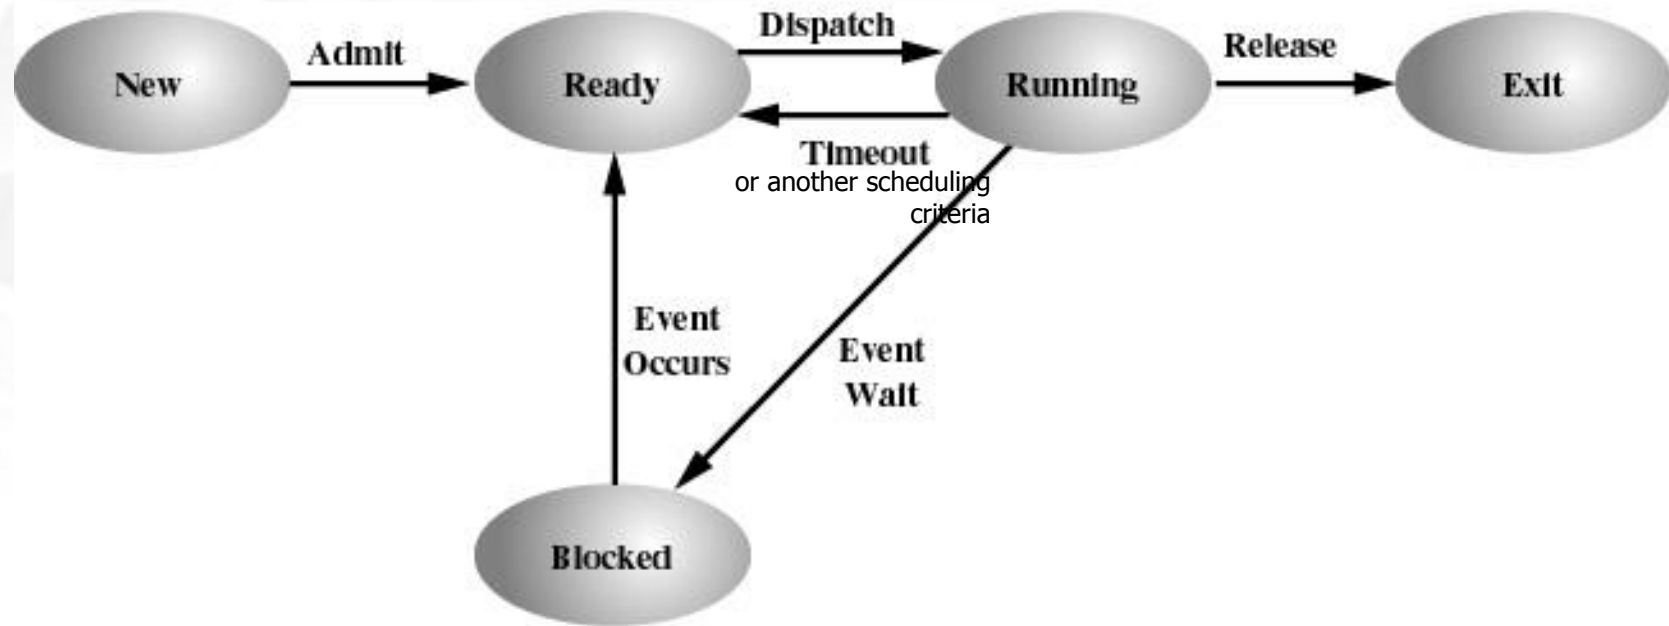 New
Admit
Ready
Dispatch
Running
Release
Exit
Timeout
or another scheduling
criteria
Event
Occurs
Event
Wait
Blocked